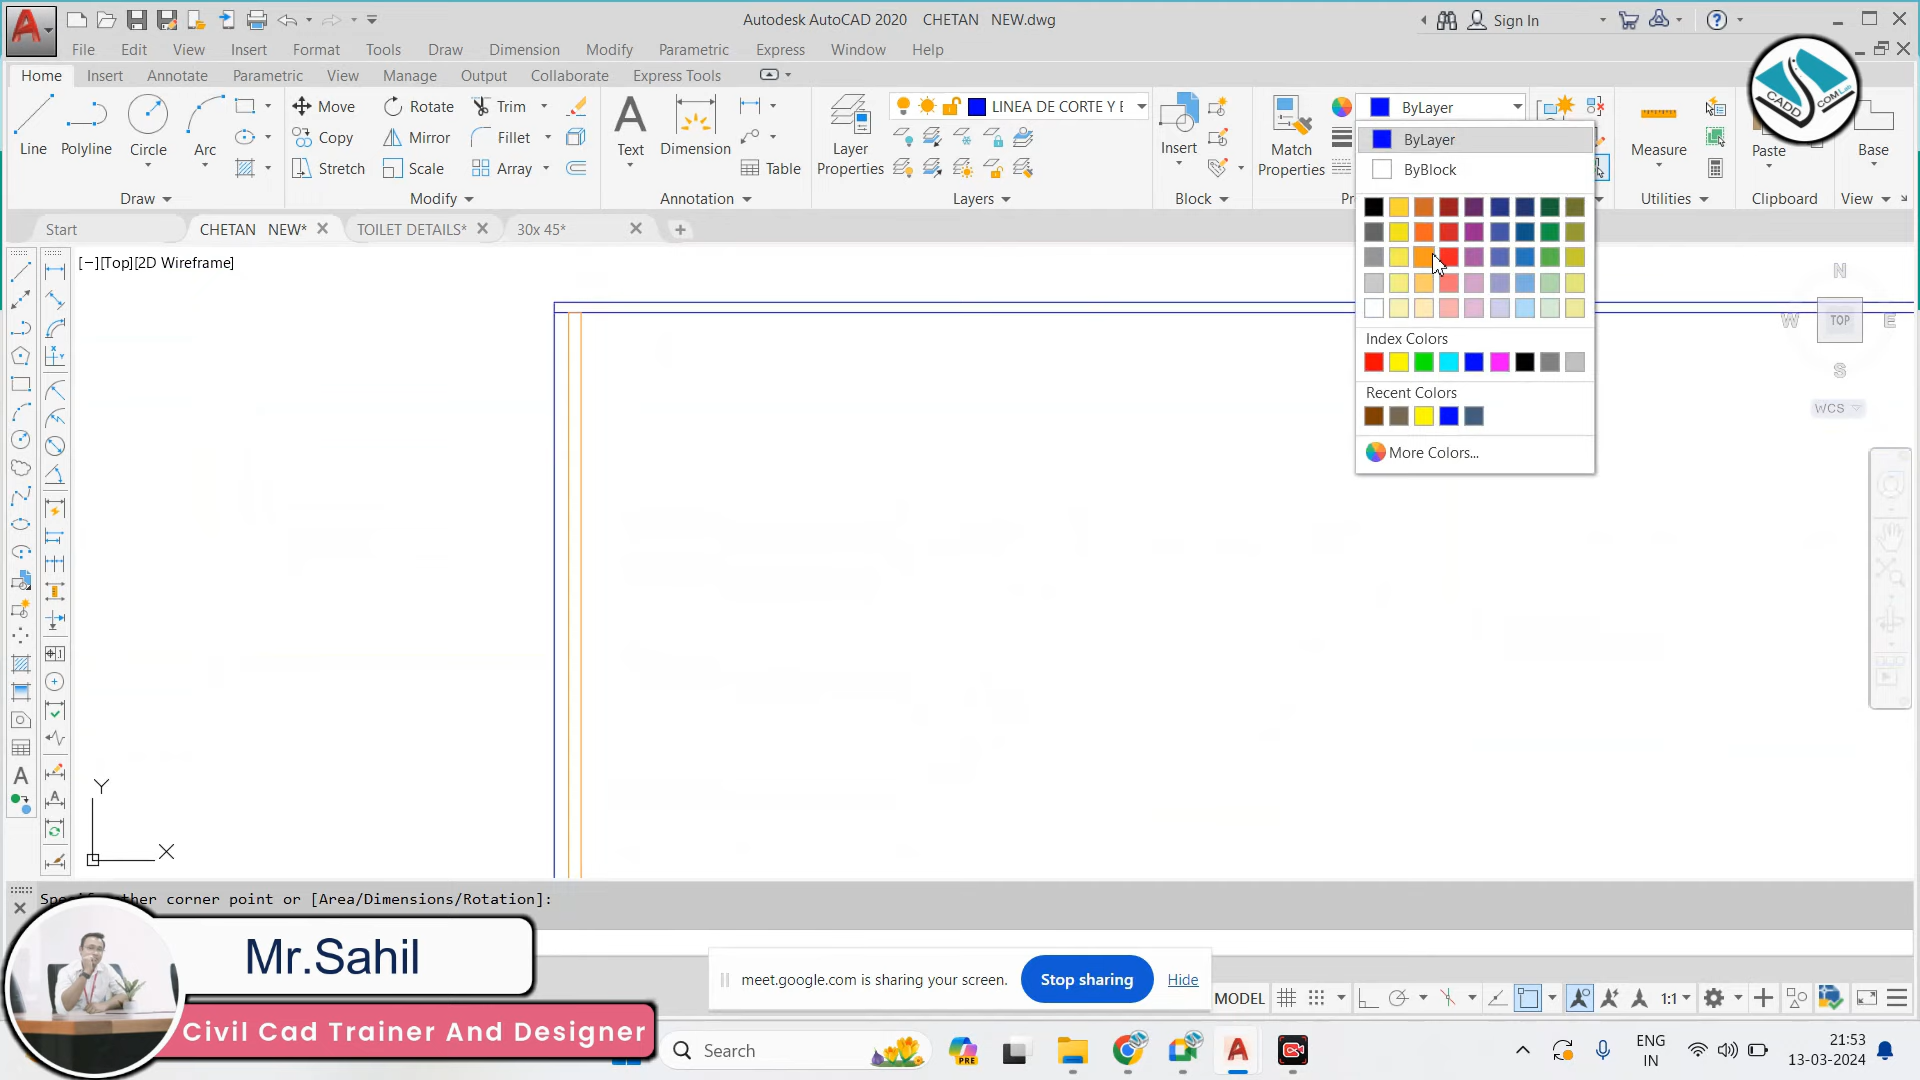 Autodesk AutoCAD 2020 CHETAN NEW.dwg
Sign In
File Edit View Insert Format Tools Draw Dimension Modify Parametric Express Window Help
Home Insert Annotate Parametric View Manage Output Collaborate Express Tools
Line Polyline Circle Arc
Move Rotate Trim
Copy Mirror Fillet
Stretch Scale Array
Text Dimension Table
Layer Properties
LINEA DE CORTE Y E
Insert
Match Properties
ByLayer
Measure
Paste
Base
Draw Modify Annotation Layers Block Utilities Clipboard View
ByLayer
ByBlock
Index Colors
Recent Colors
More Colors...
Start CHETAN NEW* TOILET DETAILS* 30x 45*
[−][Top][2D Wireframe]
N
W TOP E
S
WCS
CADD
COM Lab
Y
X
corner point or [Area/Dimensions/Rotation]:
Mr.Sahil
Civil Cad Trainer And Designer
meet.google.com is sharing your screen. Stop sharing Hide
MODEL 1:1
Search
PRE
ENG
IN
21:53
13-03-2024